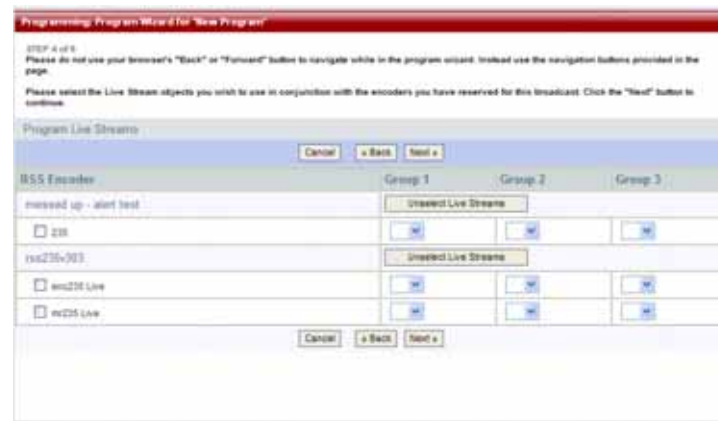 Programming: Program Wizard for 'New Program'
STEP 4 of 6
Please do not use your browser's "Back" or "Forward" button to navigate while in the program wizard. Instead use the navigation buttons provided in the
page.
Please select the Live Stream objects you wish to use in conjunction with the encoders you have reserved for this broadcast. Click the "Next" button to
continue.
Program Live Streams
Cancel « Back Next »
RSS Encoder Group 1 Group 2 Group 3
messed up - alert test Unselect Live Streams
235
Unselect Live Streams
Live
Live
Cancel « Back Next »